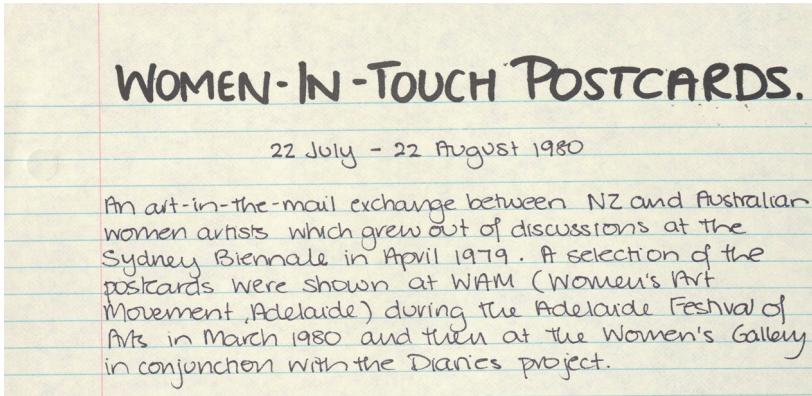 WOMEN-IN-TOUCH POSTCARDS.
22 July - 22 August 1980
An art-in-the-mail exchange between NZ and Australian
women artists which grew out of discussions at the
Sydney Biennale in April 1979. A selection of the
postcards were shown at WAM (Women's Art
Movement, Adelaide) during the Adelaide Festival of
Arts in March 1980 and then at the Women's Gallery
in conjunction with the Diaries project.